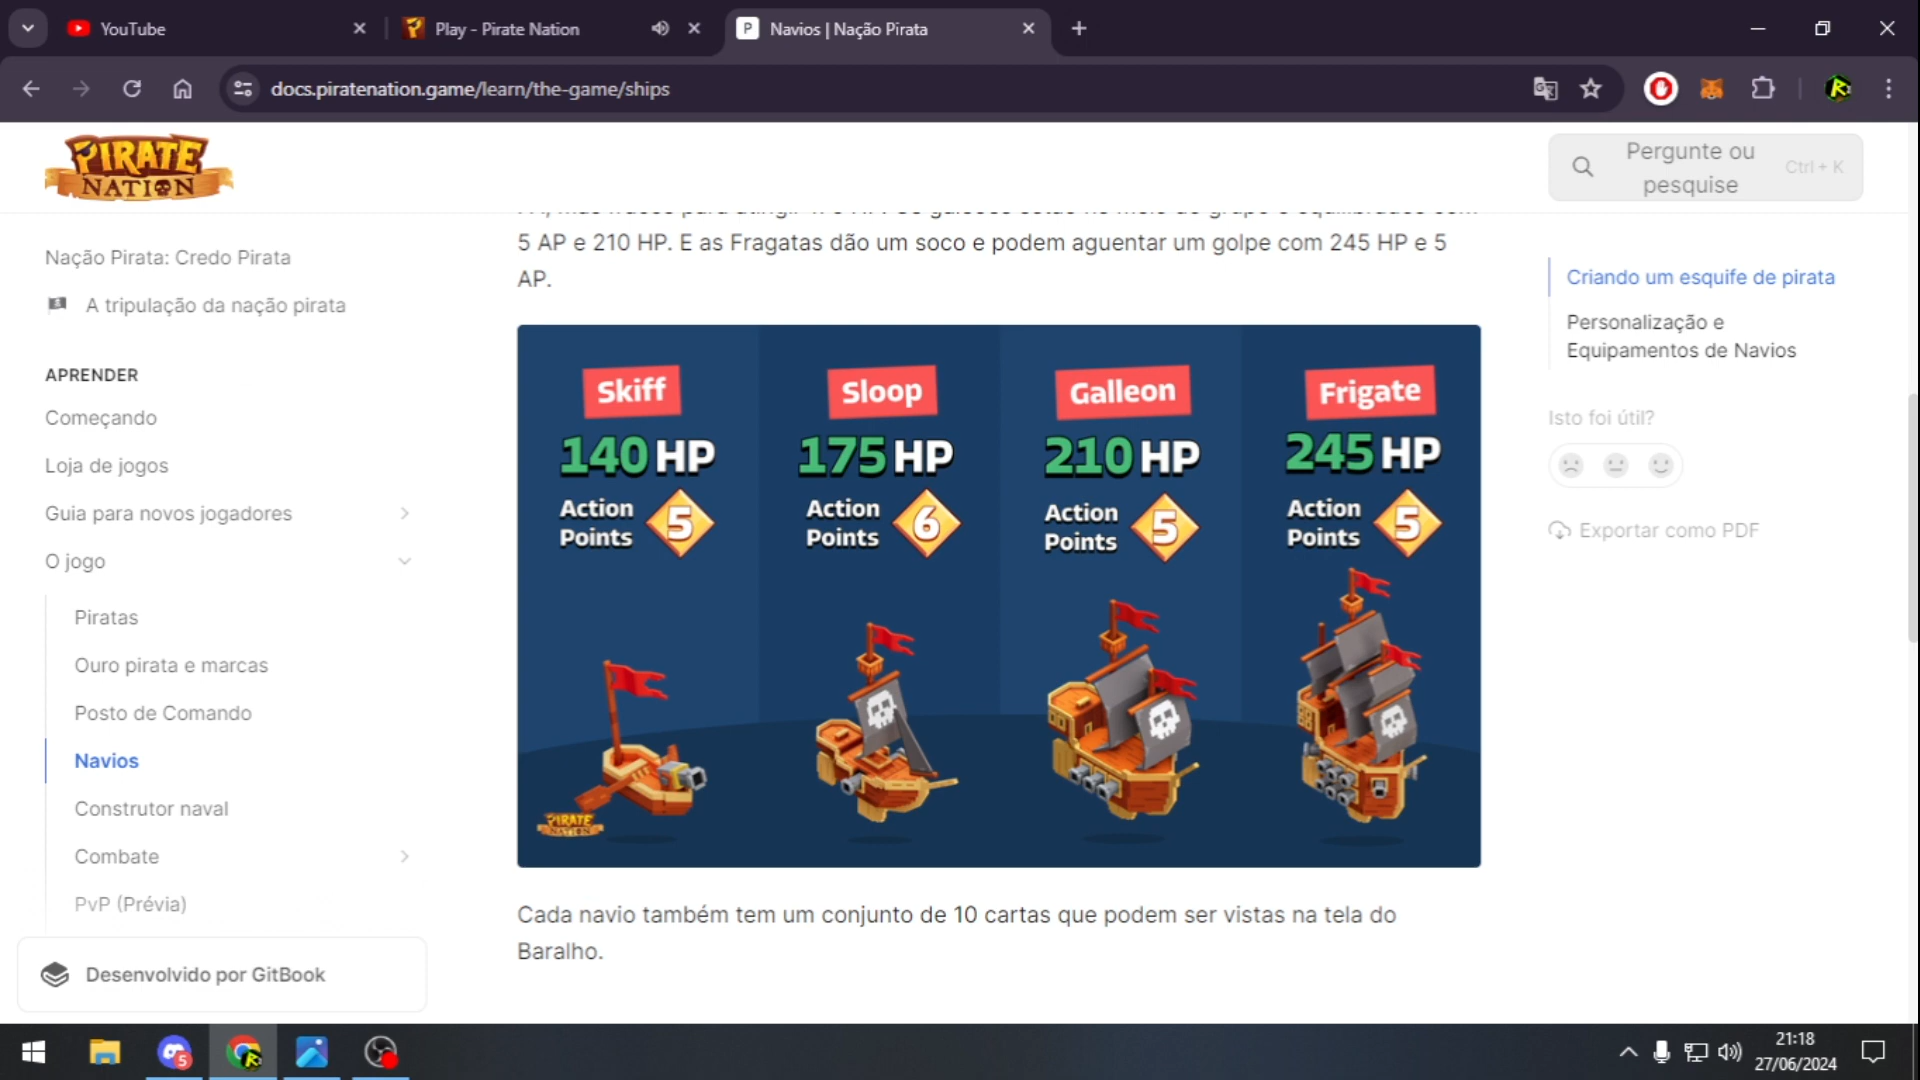 YouTube
Play - Pirate Nation
P
Navios | Nação Pirata
docs.piratenation.game/learn/the-game/ships
PIRATE
NATION
Pergunte ou
pesquise
Ctrl + K
5 AP e 210 HP. E as Fragatas dão um soco e podem aguentar um golpe com 245 HP e 5
AP.
Nação Pirata: Credo Pirata
A tripulação da nação pirata
APRENDER
Começando
Loja de jogos
Guia para novos jogadores
O jogo
Piratas
Ouro pirata e marcas
Posto de Comando
Navios
Construtor naval
Combate
PvP (Prévia)
Desenvolvido por GitBook
Skiff
140 HP
Action
Points
5
Sloop
175 HP
Action
Points
6
Galleon
210 HP
Action
Points
5
Frigate
245 HP
Action
Points
5
PIRATE
NATION
Cada navio também tem um conjunto de 10 cartas que podem ser vistas na tela do
Baralho.
Criando um esquife de pirata
Personalização e
Equipamentos de Navios
Isto foi útil?
Exportar como PDF
5
21:18
27/06/2024